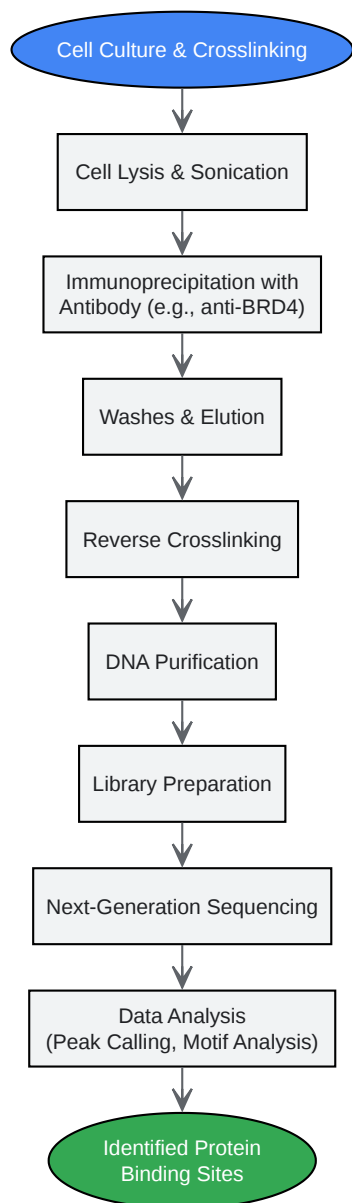 Cell Culture & Crosslinking
Cell Lysis & Sonication
Immunoprecipitation with
Antibody (e.g., anti-BRD4)
Washes & Elution
Reverse Crosslinking
DNA Purification
Library Preparation
Next-Generation Sequencing
Data Analysis
(Peak Calling, Motif Analysis)
Identified Protein
Binding Sites